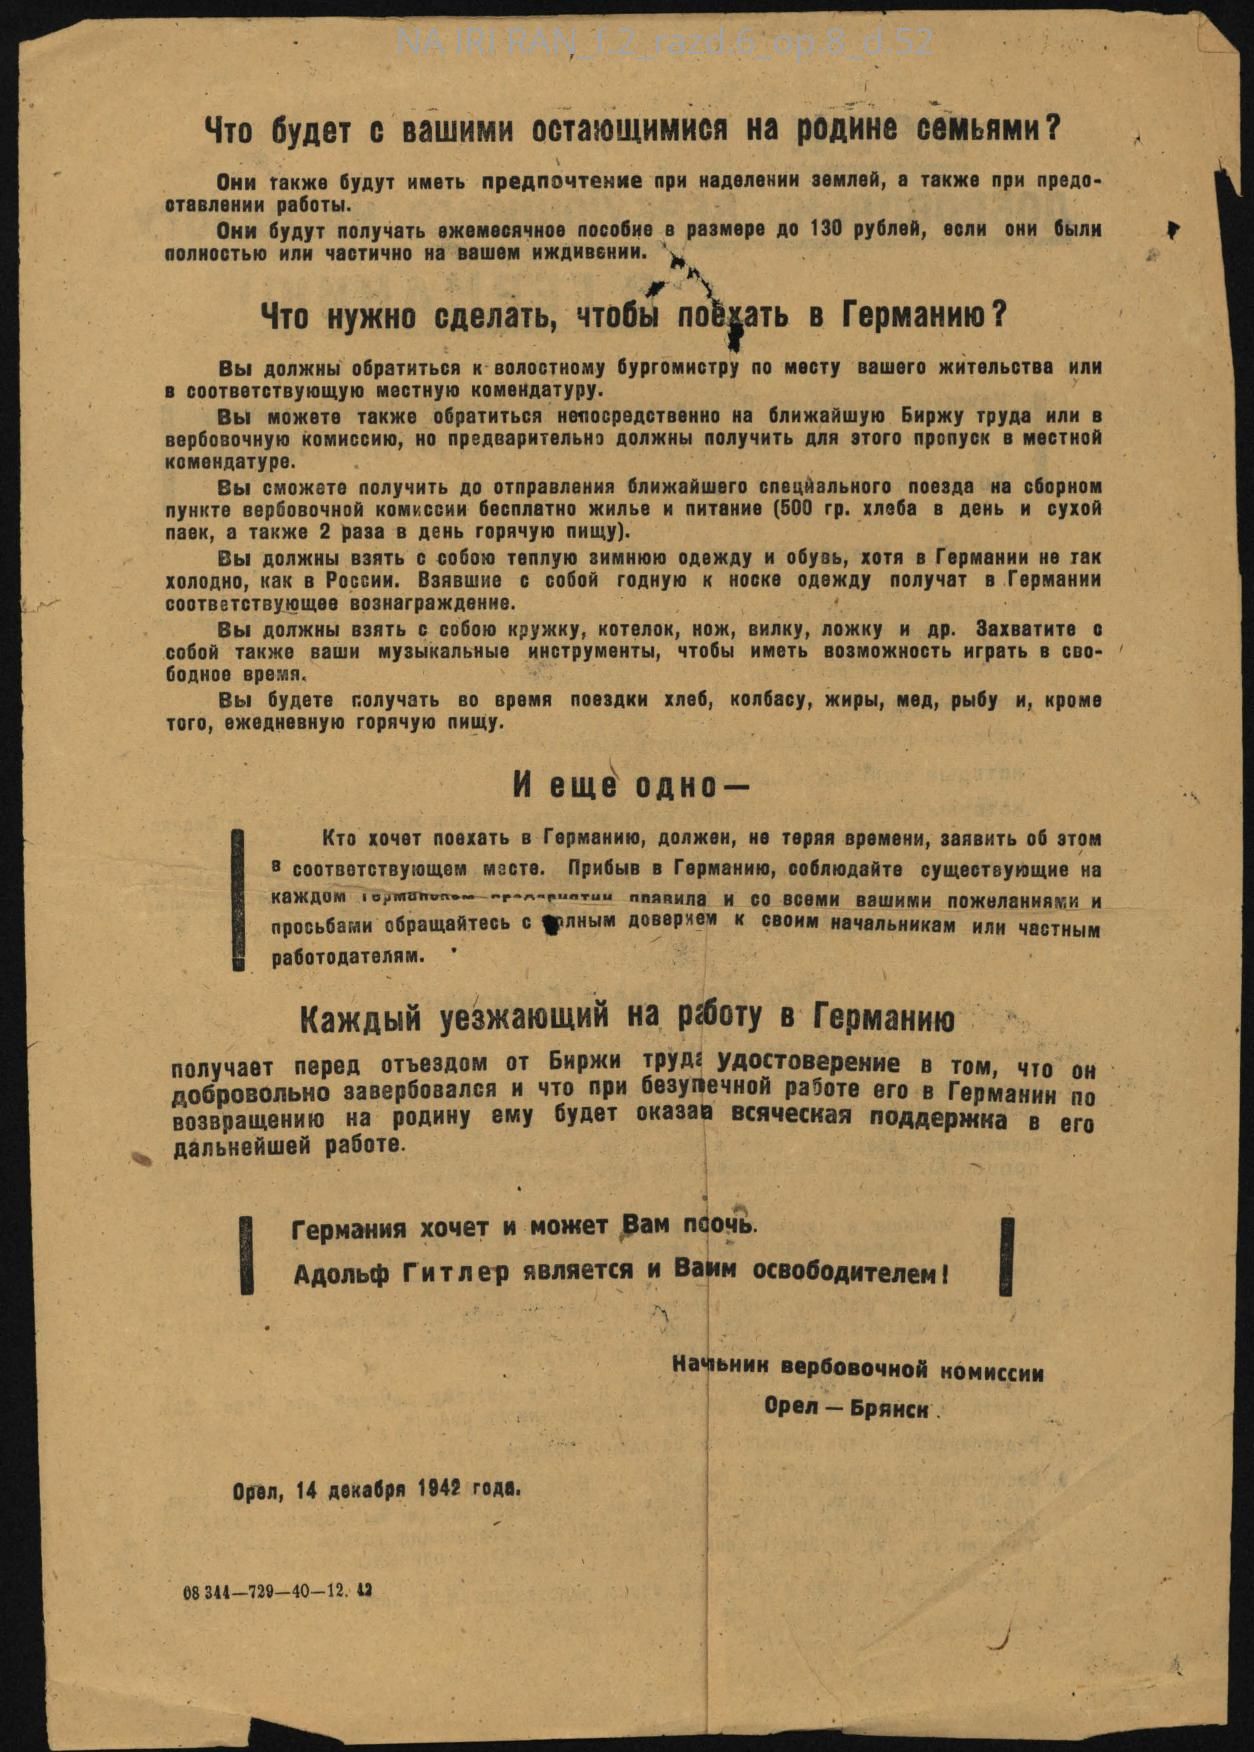 NA IRI RAN_f.2_razd.6_op.8_d.52
Что будет с вашими остающимися на родине семьями?
Они также будут иметь предпочтение при наделении землей, а также при предо-
ставлении работы.
Они будут получать ежемесячное пособие в размере до 130 рублей, если они были
полностью или частично на вашем иждивении.
Что нужно сделать, чтобы поехать в Германию?
Вы должны обратиться к волостному бургомистру по месту вашего жительства или
в соответствующую местную комендатуру.
Вы можете также обратиться непосредственно на ближайшую Биржу труда или в
вербовочную комиссию, но предварительно должны получить для этого пропуск в местной
комендатуре.
Вы сможете получить до отправления ближайшего специального поезда на сборном
пункте вербовочной комиссии бесплатно жилье и питание (500 гр. хлеба в день и сухой
паек, а также 2 раза в день горячую пищу).
Вы должны взять с собою теплую зимнюю одежду и обувь, хотя в Германии не так
холодно, как в России. Взявшие с собой годную к носке одежду получат в Германии
соответствующее вознаграждение.
Вы должны взять с собою кружку, котелок, нож, вилку, ложку и др. Захватите с
собой также ваши музыкальные инструменты, чтобы иметь возможность играть в сво-
бодное время.
Вы будете получать во время поездки хлеб, колбасу, жиры, мед, рыбу и, кроме
того, ежедневную горячую пищу.
И еще одно—
Кто хочет поехать в Германию, должен, не теряя времени, заявить об этом
в соответствующем месте. Прибыв в Германию, соблюдайте существующие на
каждом правила и со всеми вашими пожеланиями и
просьбами обращайтесь с полным доверием к своим начальникам или частным
работодателям.
Каждый уезжающий на работу в Германию
получает перед отъездом от Биржи труда удостоверение в том, что он
добровольно завербовался и что при безупречной работе его в Германии по
возвращению на родину ему будет оказана всяческая поддержка в его
дальнейшей работе.
Германия хочет и может Вам помочь.
Адольф Гитлер является и Вашим освободителем!
Начальник вербовочной комиссии
Орел — Брянск.
Орел, 14 декабря 1942 года.
08 344—729—40—12. 42